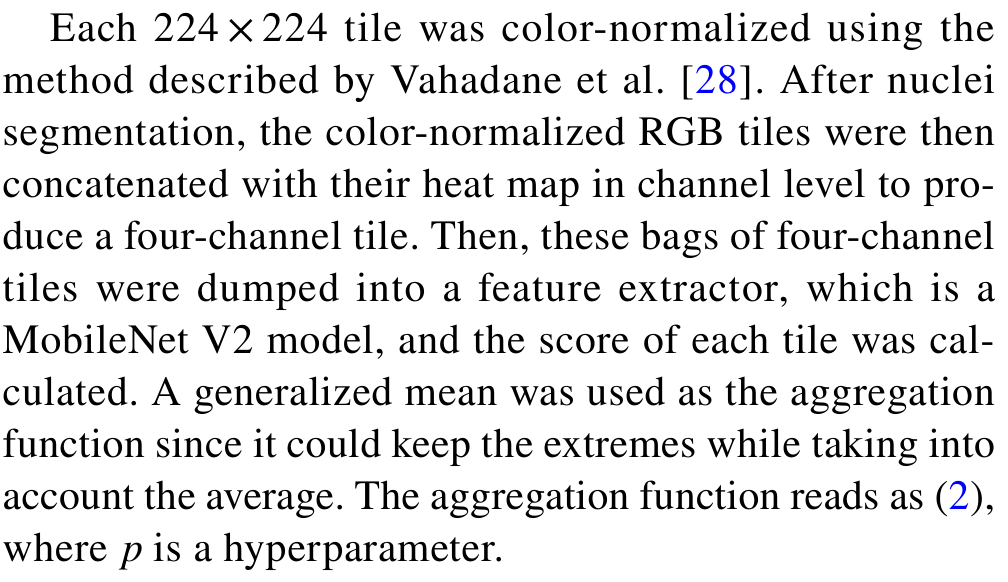 Each 224×224 tile was color-normalized using the
method described by Vahadane et al. [28]. After nuclei
segmentation, the color-normalized RGB tiles were then
concatenated with their heat map in channel level to pro-
duce a four-channel tile. Then, these bags of four-channel
tiles were dumped into a feature extractor, which is a
MobileNet V2 model, and the score of each tile was cal-
culated. A generalized mean was used as the aggregation
function since it could keep the extremes while taking into
account the average. The aggregation function reads as (2),
where p is a hyperparameter.